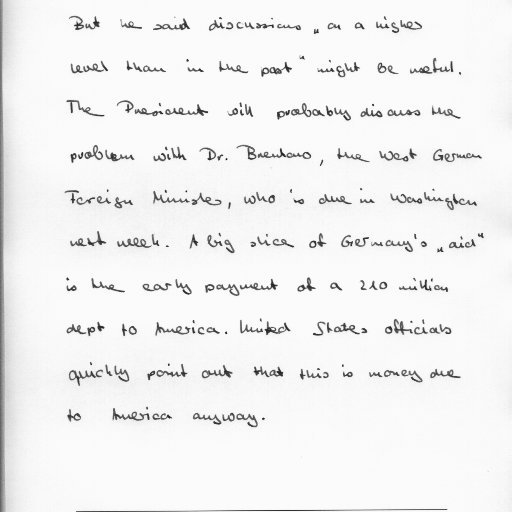 But he said discussions „on a higher
level than in the past" might be useful.
The President will probably discuss the
problem with Dr. Brentano, the West German
Foreign Minister, who is due in Washington
next week. A big slice of Germany's „aid"
is the early payment of a 210 million
dept to America. United States officials
quickly point out that this is money due
to America anyway.